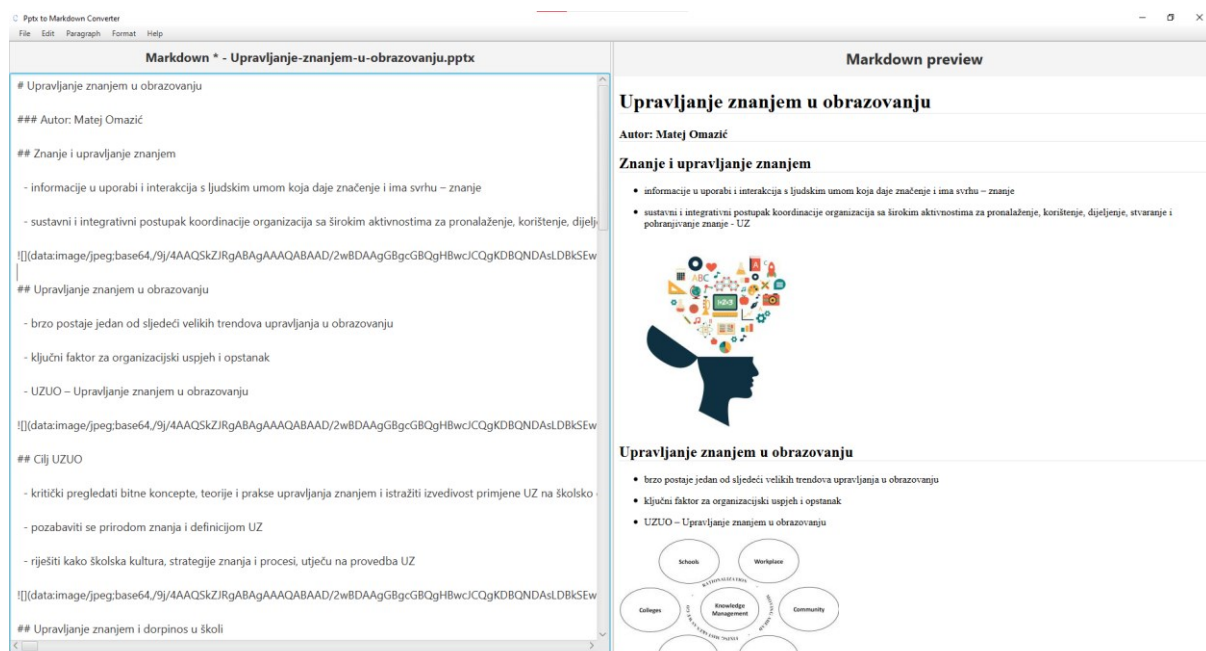 Pptx to Markdown Converter
File Edit Paragraph Format Help
Markdown * - Upravljanje-znanjem-u-obrazovanju.pptx
# Upravljanje znanjem u obrazovanju
### Autor: Matej Omazić
## Znanje i upravljanje znanjem
- informacije u uporabi i interakcija s ljudskim umom koja daje značenje i ima svrhu – znanje
- sustavni i integrativni postupak koordinacije organizacija sa širokim aktivnostima za pronalaženje, korištenje, dijelj
![](data:image/jpeg;base64,/9j/4AAQSkZJRgABAgAAAQABAAD/2wBDAAgGBgcGBQgHBwcJCQgKDBQNDAsLDBkSEw
## Upravljanje znanjem u obrazovanju
- brzo postaje jedan od sljedeći velikih trendova upravljanja u obrazovanju
- ključni faktor za organizacijski uspjeh i opstanak
- UZUO – Upravljanje znanjem u obrazovanju
![](data:image/jpeg;base64,/9j/4AAQSkZJRgABAgAAAQABAAD/2wBDAAgGBgcGBQgHBwcJCQgKDBQNDAsLDBkSEw
## Cilj UZUO
- kritički pregledati bitne koncepte, teorije i prakse upravljanja znanjem i istražiti izvedivost primjene UZ na školsko
- pozabaviti se prirodom znanja i definicijom UZ
- riješiti kako školska kultura, strategije znanja i procesi, utječu na provedba UZ
![](data:image/jpeg;base64,/9j/4AAQSkZJRgABAgAAAQABAAD/2wBDAAgGBgcGBQgHBwcJCQgKDBQNDAsLDBkSEw
## Upravljanje znanjem i dorpinos u školi
Markdown preview
Upravljanje znanjem u obrazovanju
Autor: Matej Omazić
Znanje i upravljanje znanjem
• informacije u uporabi i interakcija s ljudskim umom koja daje značenje i ima svrhu – znanje
• sustavni i integrativni postupak koordinacije organizacija sa širokim aktivnostima za pronalaženje, korištenje, dijeljenje, stvaranje i
pohranjivanje znanje - UZ
ABC
Upravljanje znanjem u obrazovanju
• brzo postaje jedan od sljedeći velikih trendova upravljanja u obrazovanju
• ključni faktor za organizacijski uspjeh i opstanak
• UZUO – Upravljanje znanjem u obrazovanju
Schools
Workplace
RATIONALIZATION
Colleges
Knowledge
Management
Community